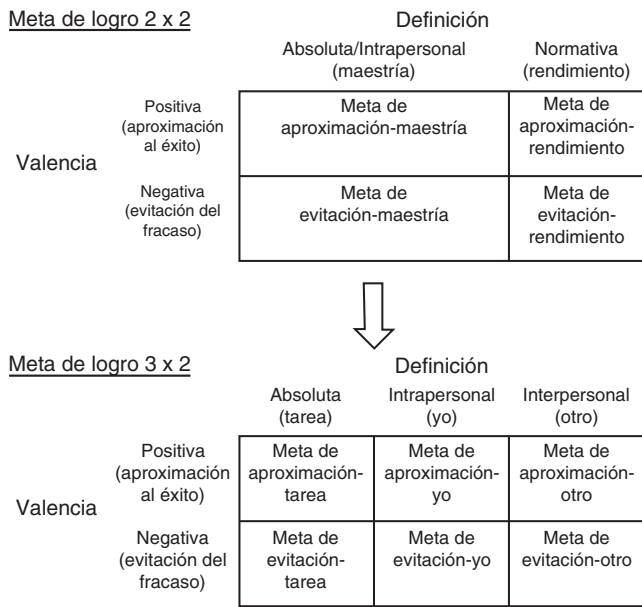 Meta de logro 2 x 2
Definición
Absoluta/Intrapersonal
(maestría)
Normativa
(rendimiento)
Valencia
Positiva
(aproximación
al éxito)
Meta de
aproximación-maestría
Meta de
aproximación-
rendimiento
Negativa
(evitación del
fracaso)
Meta de
evitación-maestría
Meta de
evitación-
rendimiento
Meta de logro 3 x 2
Definición
Absoluta
(tarea)
Intrapersonal
(yo)
Interpersonal
(otro)
Valencia
Positiva
(aproximación
al éxito)
Meta de
aproximación-
tarea
Meta de
aproximación-
yo
Meta de
aproximación-
otro
Negativa
(evitación del
fracaso)
Meta de
evitación-
tarea
Meta de
evitación-yo
Meta de
evitación-otro